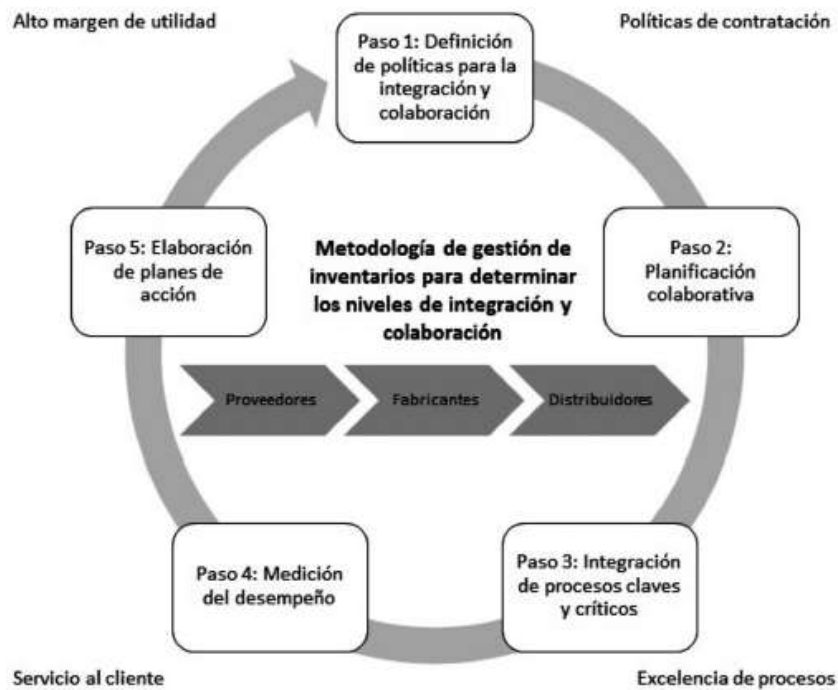 Alto margen de utilidad
Políticas de contratación
Paso 1: Definición
de políticas para la
integración y
colaboración
Paso 5: Elaboración
de planes de
acción
Metodología de gestión de
inventarios para determinar
los niveles de integración y
colaboración
Paso 2:
Planificación
colaborativa
Proveedores
Fabricantes
Distribuidores
Paso 4: Medición
del desempeño
Paso 3: Integración
de procesos claves
y críticos
Servicio al cliente
Excelencia de procesos